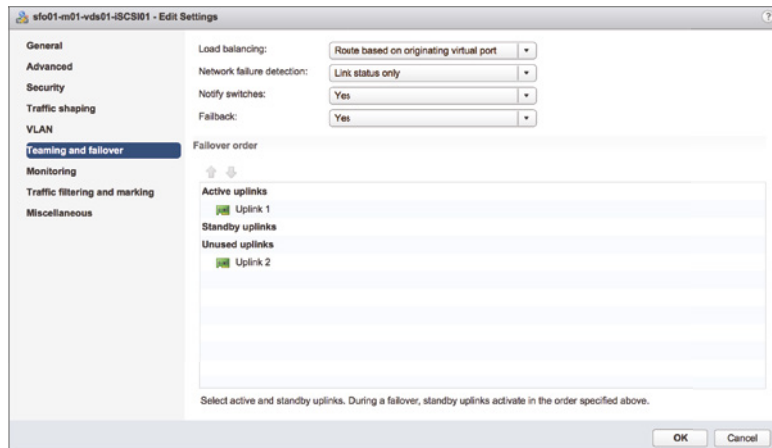 sfo01-m01-vds01-iSCSI01 - Edit Settings
?
General
Advanced
Security
Traffic shaping
VLAN
Teaming and failover
Monitoring
Traffic filtering and marking
Miscellaneous
Load balancing: Route based on originating virtual port
Network failure detection: Link status only
Notify switches: Yes
Failback: Yes
Failover order
Active uplinks
Uplink 1
Standby uplinks
Unused uplinks
Uplink 2
Select active and standby uplinks. During a failover, standby uplinks activate in the order specified above.
OK Cancel